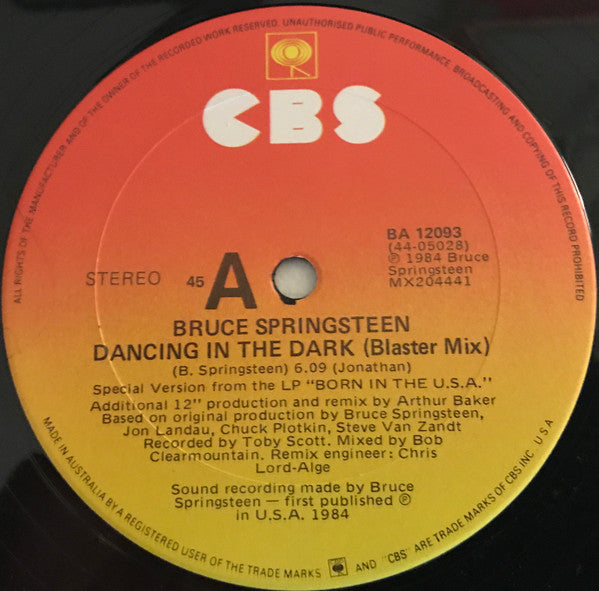 ALL RIGHTS OF THE MANUFACTURER AND OF THE OWNER OF THE RECORDED WORK RESERVED. UNAUTHORISED PUBLIC PERFORMANCE, BROADCASTING AND COPYING OF THIS RECORD PROHIBITED
CBS
BA 12093
(44-05028)
℗ 1984 Bruce
Springsteen
MX204441
STEREO 45 A
BRUCE SPRINGSTEEN
DANCING IN THE DARK (Blaster Mix)
(B. Springsteen) 6.09 (Jonathan)
Special Version from the LP "BORN IN THE U.S.A."
Additional 12" production and remix by Arthur Baker
Based on original production by Bruce Springsteen,
Jon Landau, Chuck Plotkin, Steve Van Zandt
Recorded by Toby Scott. Mixed by Bob
Clearmountain. Remix engineer: Chris
Lord-Alge
Sound recording made by Bruce
Springsteen — first published ℗
in U.S.A. 1984
MADE IN AUSTRALIA BY A REGISTERED USER OF THE TRADE MARKS AND "CBS" ARE TRADE MARKS OF CBS INC U S A